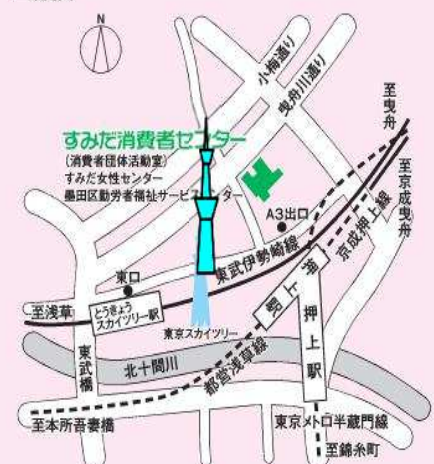 N
小梅通り
曳舟川通り
至曳舟
すみだ消費者センター
(消費者団体活動室)
すみだ女性センター
墨田区勤労者福祉サービスセンター
至京成曳舟
A3出口
京成押上線
東武伊勢崎線
東口
押上駅
至浅草
とうきょう
スカイツリー駅
押上駅
東京スカイツリー
東武橋
北十間川
都営浅草線
至本所吾妻橋
東京メトロ半蔵門線
至錦糸町